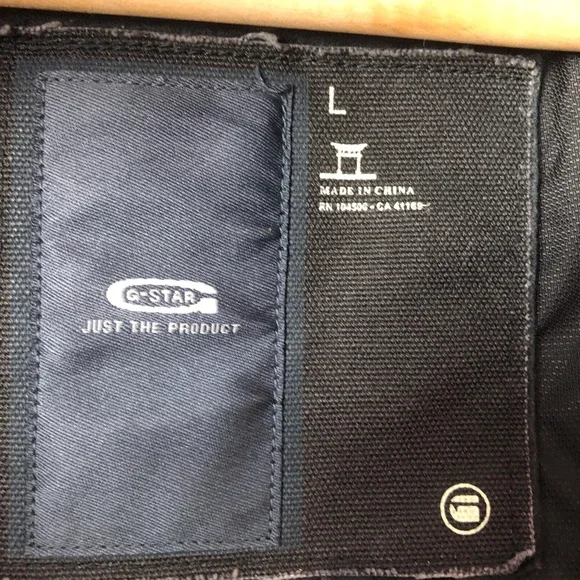 G-STAR
JUST THE PRODUCT
L
MADE IN CHINA
RN 104506 - CA 41169